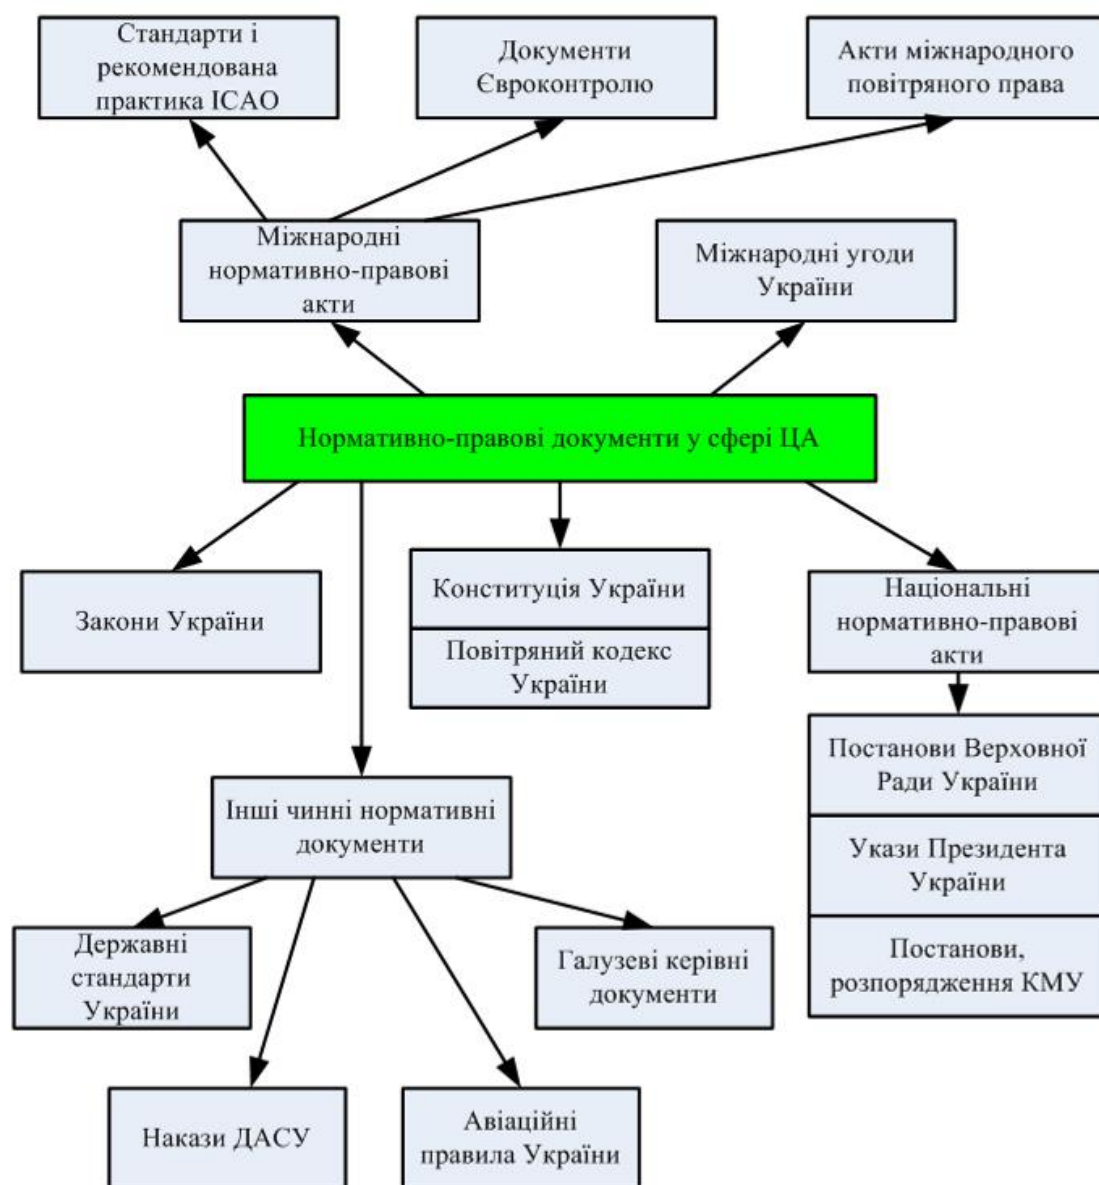 Стандарти і
рекомендована
практика ІСАО
Документи
Євроконтролю
Акти міжнародного
повітряного права
Міжнародні
нормативно-правові
акти
Міжнародні угоди
України
Нормативно-правові документи у сфері ЦА
Закони України
Конституція України
Повітряний кодекс
України
Національні
нормативно-правові
акти
Постанови Верховної
Ради України
Укази Президента
України
Постанови,
розпорядження КМУ
Інші чинні нормативні
документи
Державні
стандарти
України
Галузеві керівні
документи
Накази ДАСУ
Авіаційні
правила України